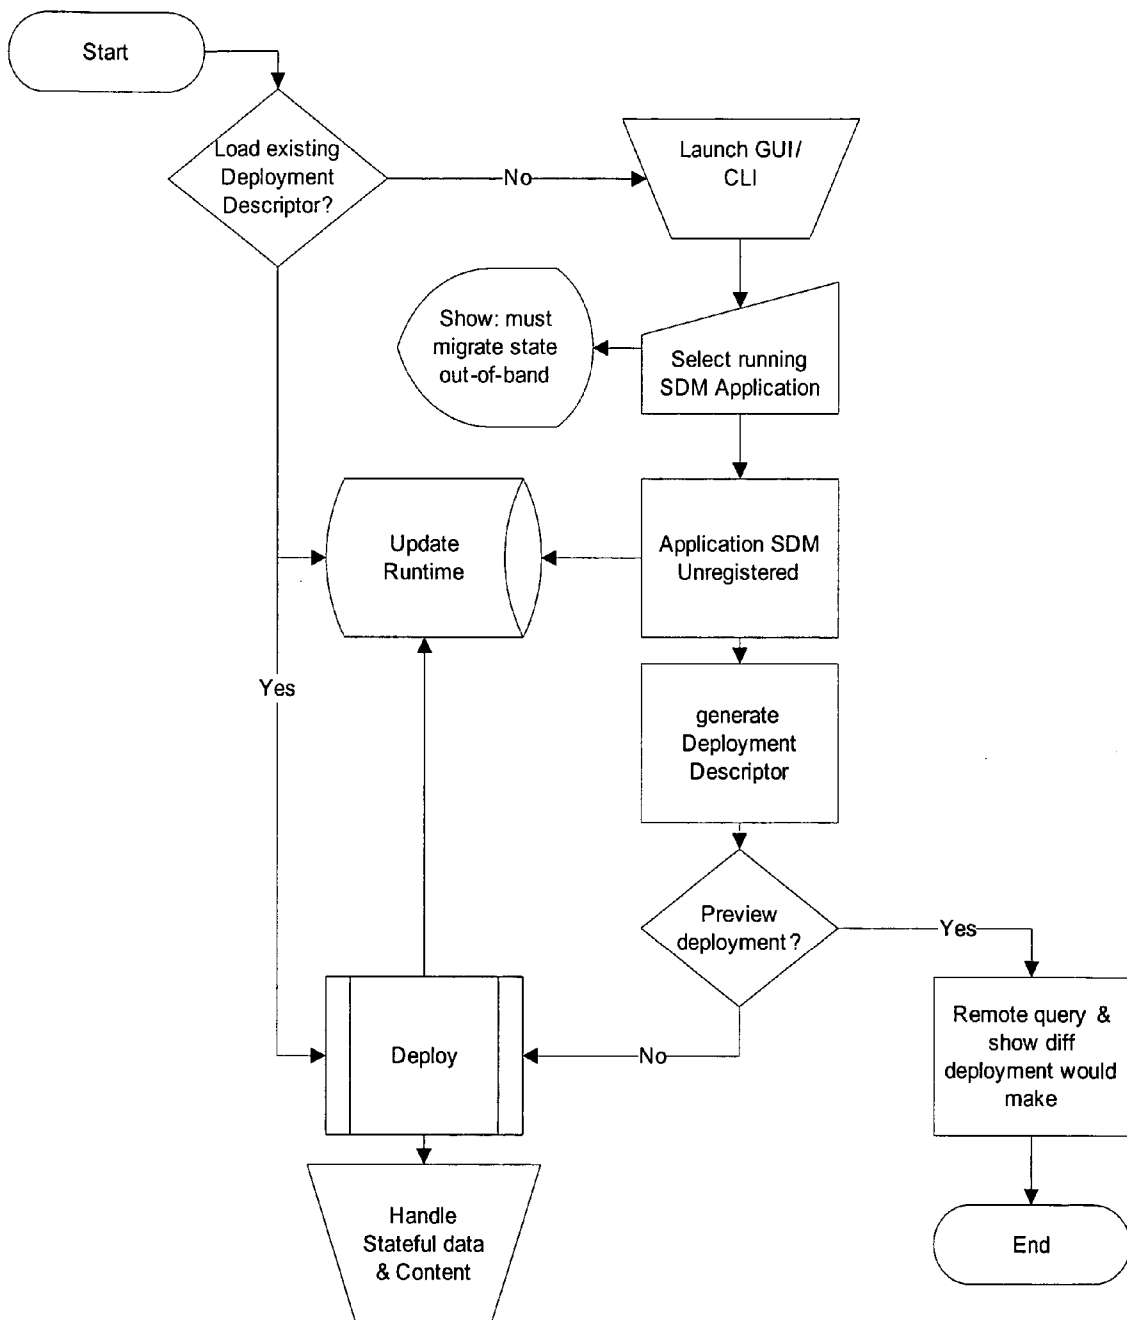 Start
Load existing
Deployment
Descriptor?
No
Launch GUI/
CLI
Show: must
migrate state
out-of-band
Select running
SDM Application
Update
Runtime
Application SDM
Unregistered
Yes
generate
Deployment
Descriptor
Preview
deployment?
Yes
Deploy
No
Remote query &
show diff
deployment would
make
Handle
Stateful data
& Content
End